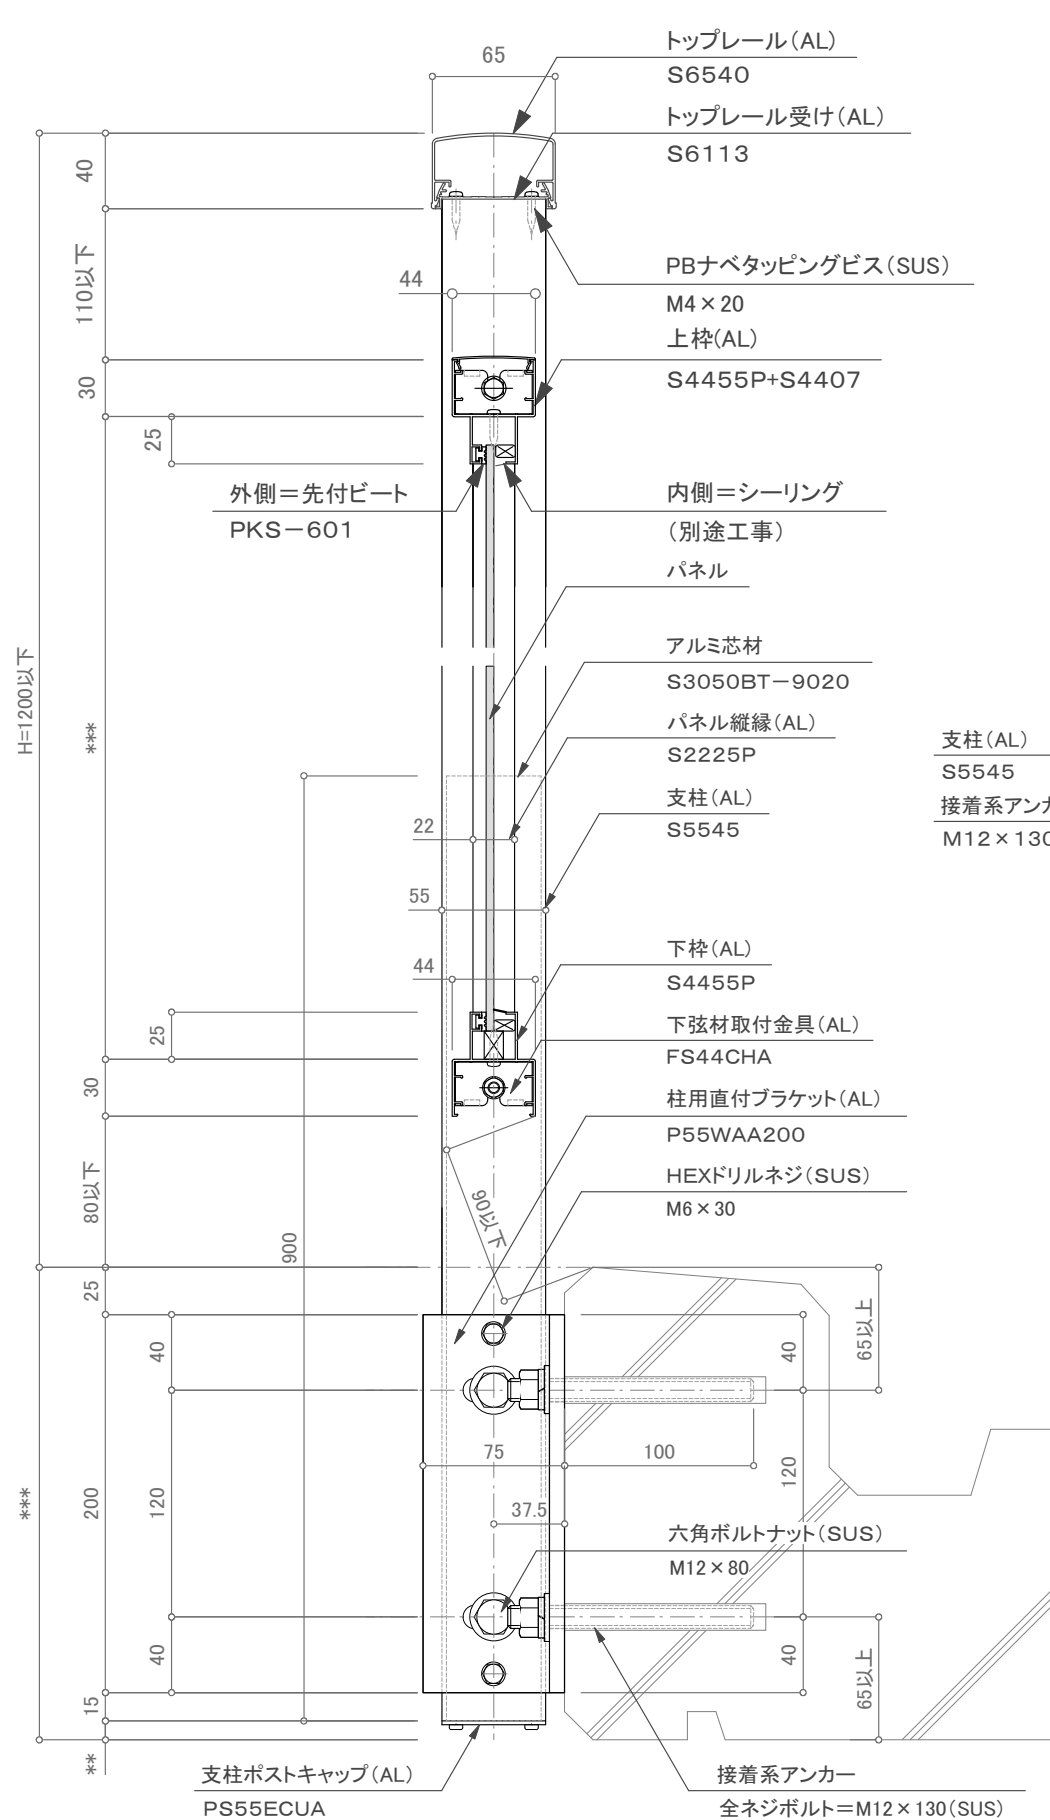 65
トップレール(AL)
S6540
トップレール受け(AL)
S6113
40
110以下
44
PBナベタッピングビス(SUS)
M4×20
上枠(AL)
S4455P+S4407
30
25
外側=先付ビート
PKS-601
内側=シーリング
(別途工事)
パネル
H=1200以下
***
アルミ芯材
S3050BT-9020
パネル縦縁(AL)
S2225P
支柱(AL)
S5545
支柱(AL)
S5545
接着系アンカ
M12×130
22
55
44
下枠(AL)
S4455P
下弦材取付金具(AL)
FS44CHA
25
30
柱用直付ブラケット(AL)
P55WAA200
HEXドリルネジ(SUS)
M6×30
80以下
90以下
900
25
40
40
65以上
75
100
***
200
120
120
37.5
六角ボルトナット(SUS)
M12×80
40
40
65以上
15
**
支柱ポストキャップ(AL)
PS55ECUA
接着系アンカー
全ネジボルト=M12×130(SUS)